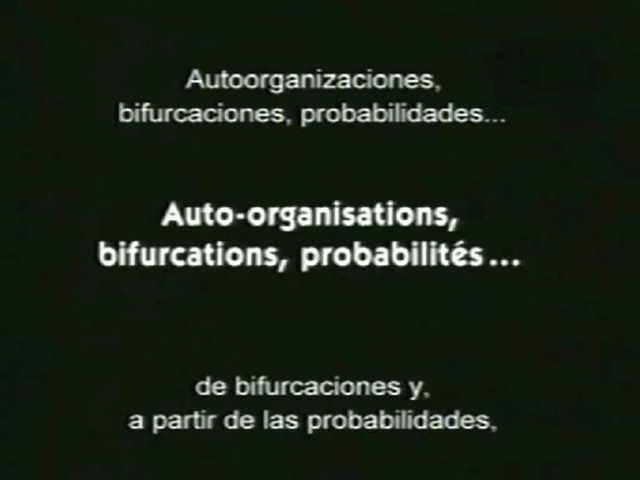 Autoorganizaciones,
bifurcaciones, probabilidades...
Auto-organisations,
bifurcations, probabilités...
de bifurcaciones y,
a partir de las probabilidades,